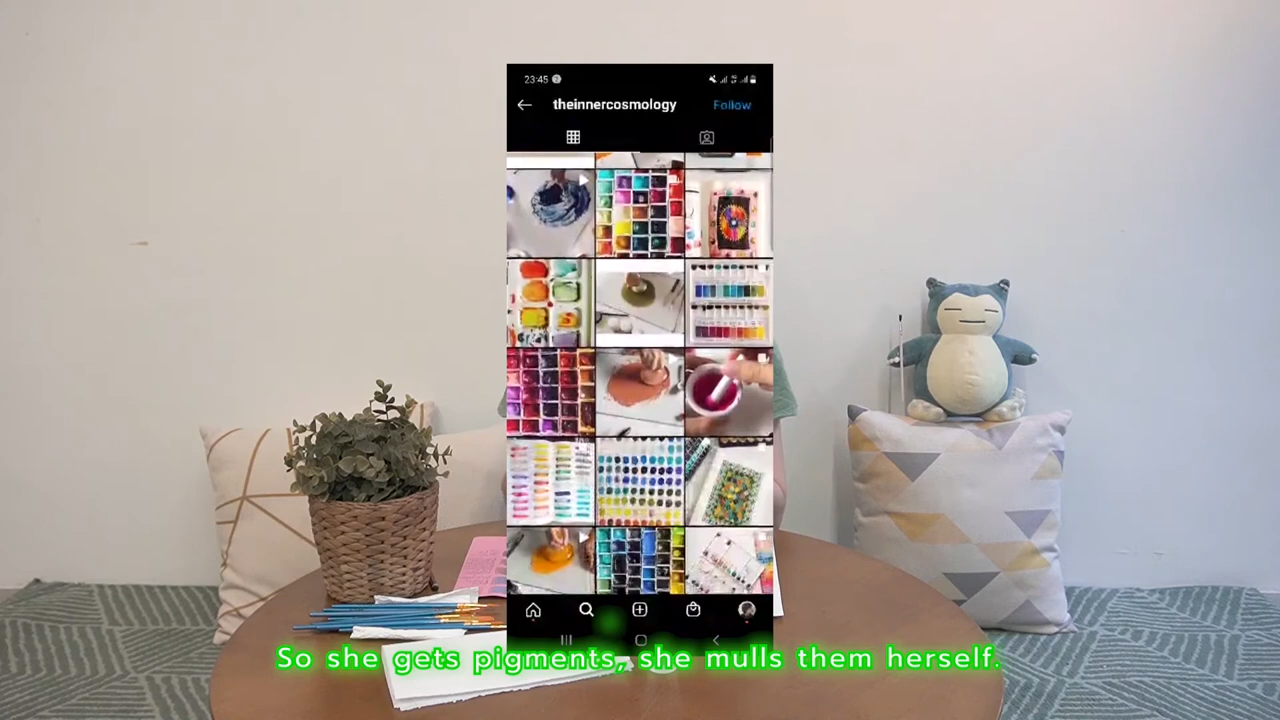 23:45
theinnercosmology
Follow
So she gets pigments, she mulls them herself.